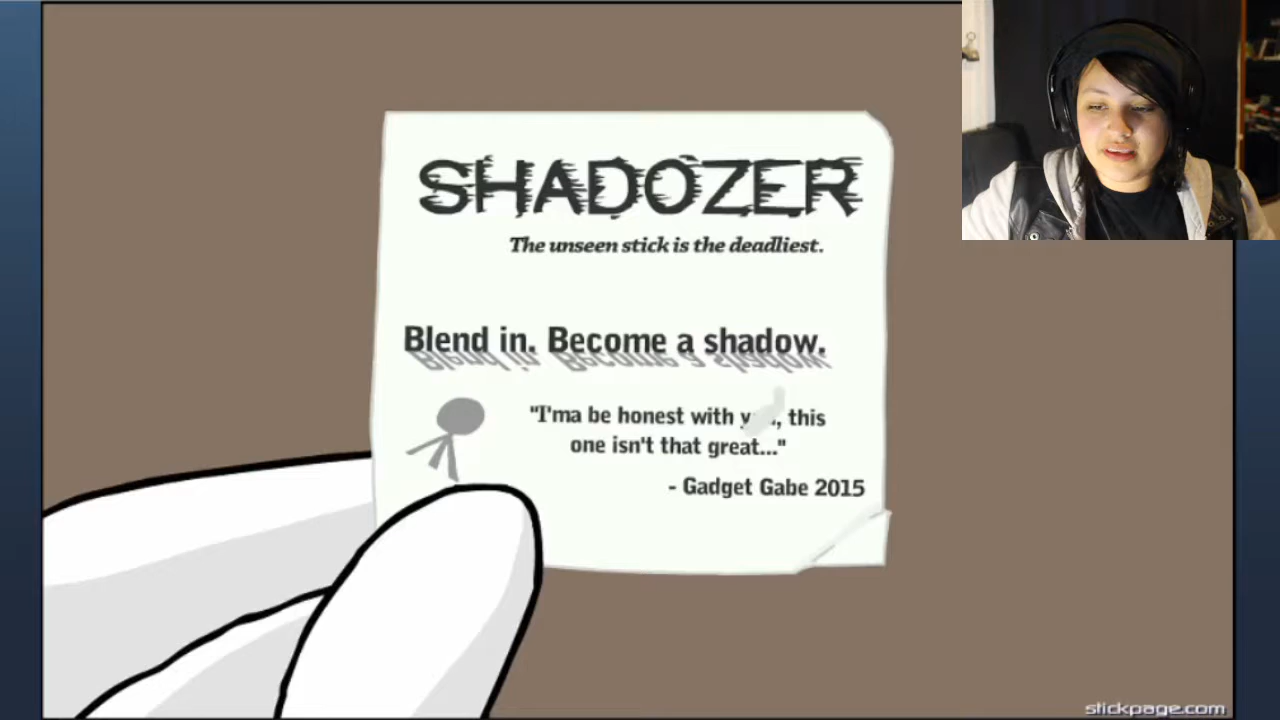 SHADOZER
The unseen stick is the deadliest.
Blend in. Become a shadow.
"I'ma be honest with this
one isn't that great..."
- Gadget Gabe 2015
stickpage.com